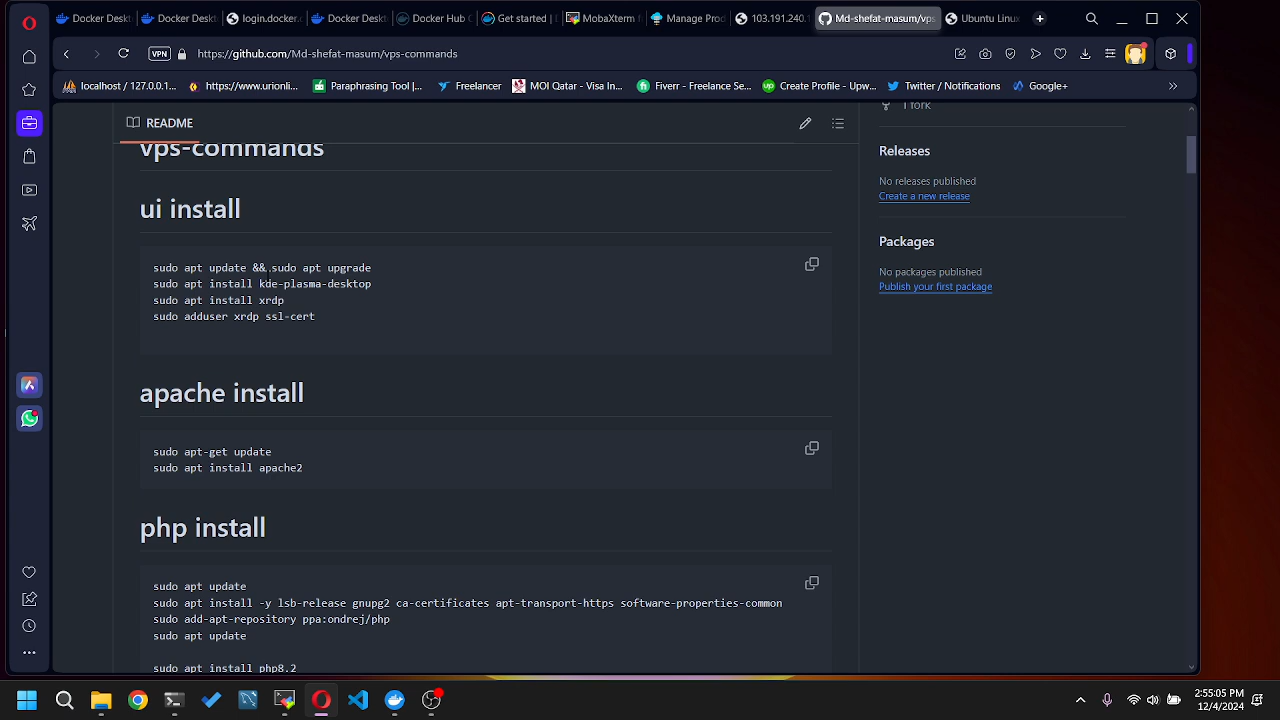 Docker Deskt
Docker Deskt
login.docker.
Docker Deskt
Docker Hub C
Get started | D
MobaXterm f
Manage Prod
103.191.240.1
Md-shefat-masum/vps
Ubuntu Linux
VPN
https://github.com/Md-shefat-masum/vps-commands
localhost / 127.0.0.1...
https://www.urionli...
Paraphrasing Tool |...
Freelancer
MOI Qatar - Visa In...
Fiverr - Freelance Se...
Create Profile - Upw...
Twitter / Notifications
Google+
README
vps-commands
1 fork
Releases
No releases published
Create a new release
Packages
No packages published
Publish your first package
ui install
sudo apt update && sudo apt upgrade
sudo apt install kde-plasma-desktop
sudo apt install xrdp
sudo adduser xrdp ssl-cert
apache install
sudo apt-get update
sudo apt install apache2
php install
sudo apt update
sudo apt install -y lsb-release gnupg2 ca-certificates apt-transport-https software-properties-common
sudo add-apt-repository ppa:ondrej/php
sudo apt update
sudo apt install php8.2
2:55:05 PM
12/4/2024